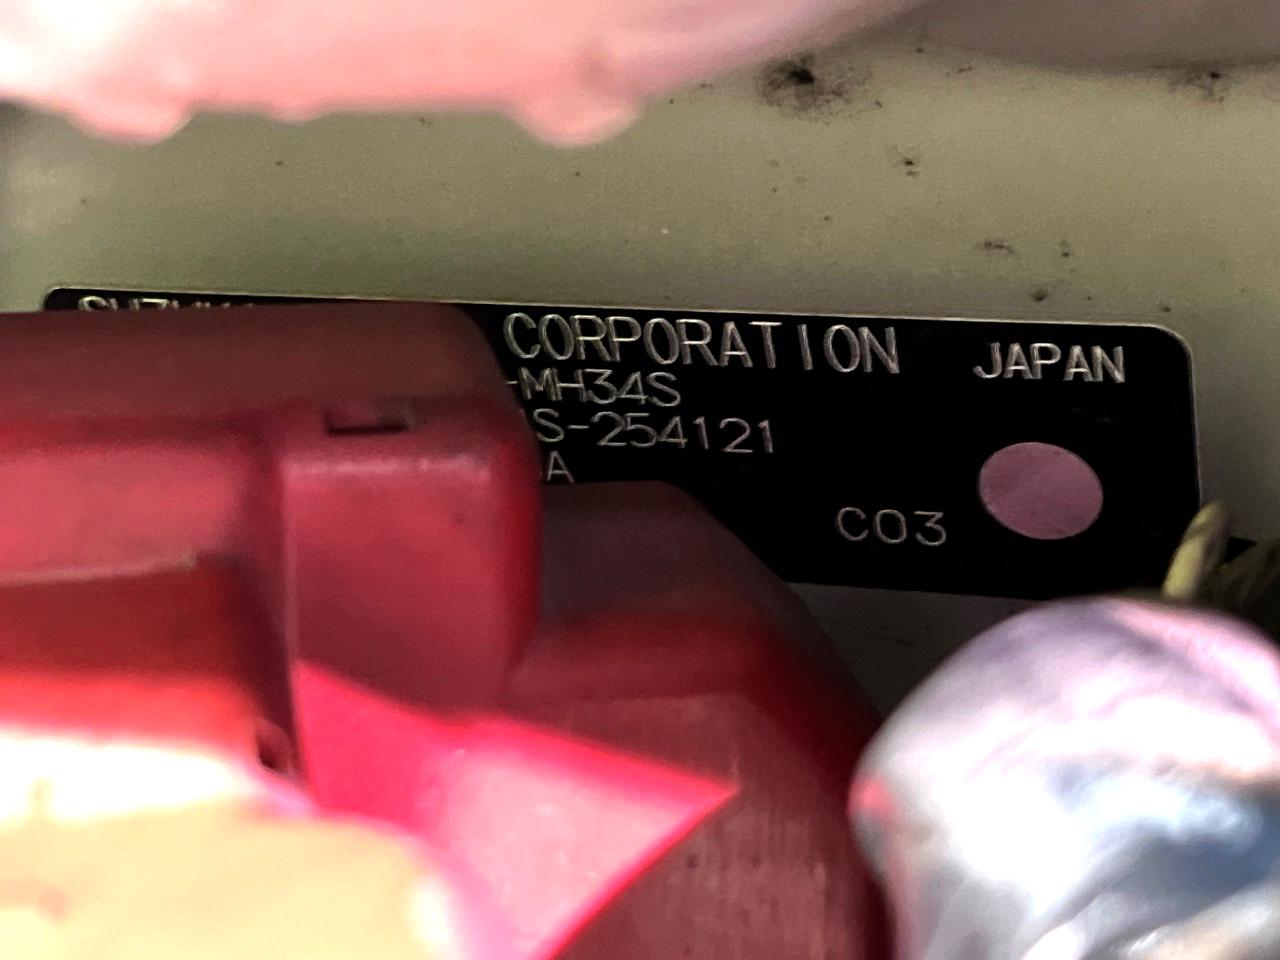 CORPORATION JAPAN
-MH34S
S-254121
A
C03